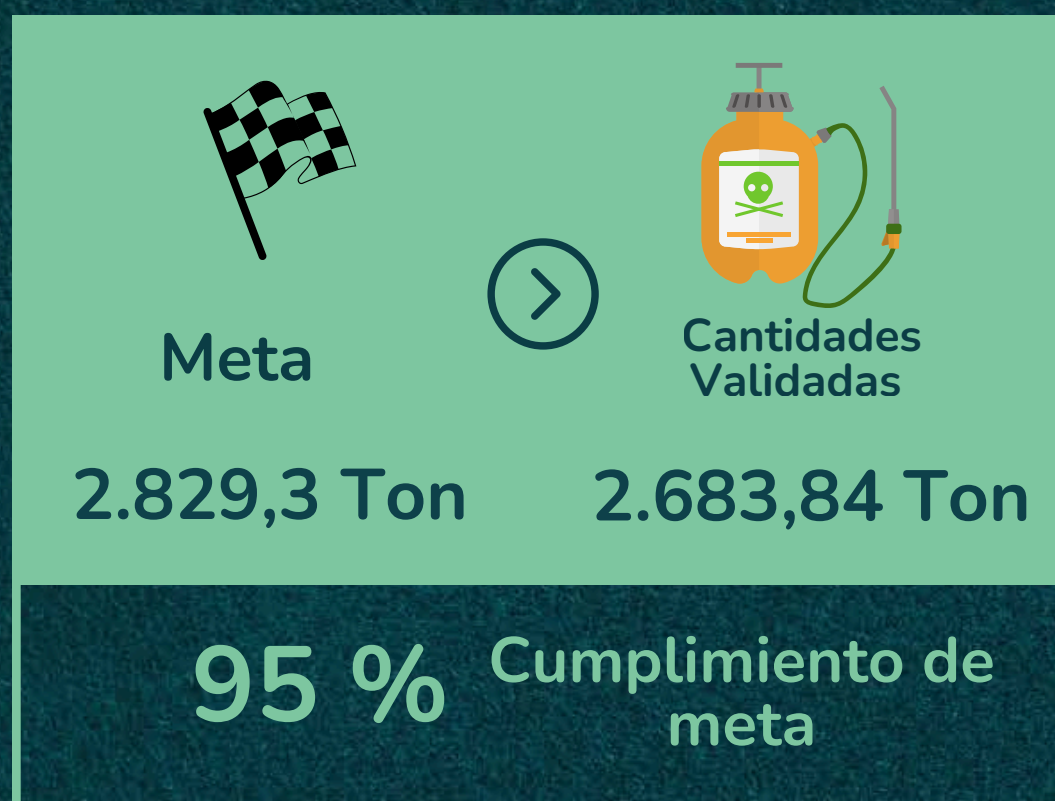 Meta
2.829,3 Ton
Cantidades
Validadas
2.683,84 Ton
95 %
Cumplimiento de
meta